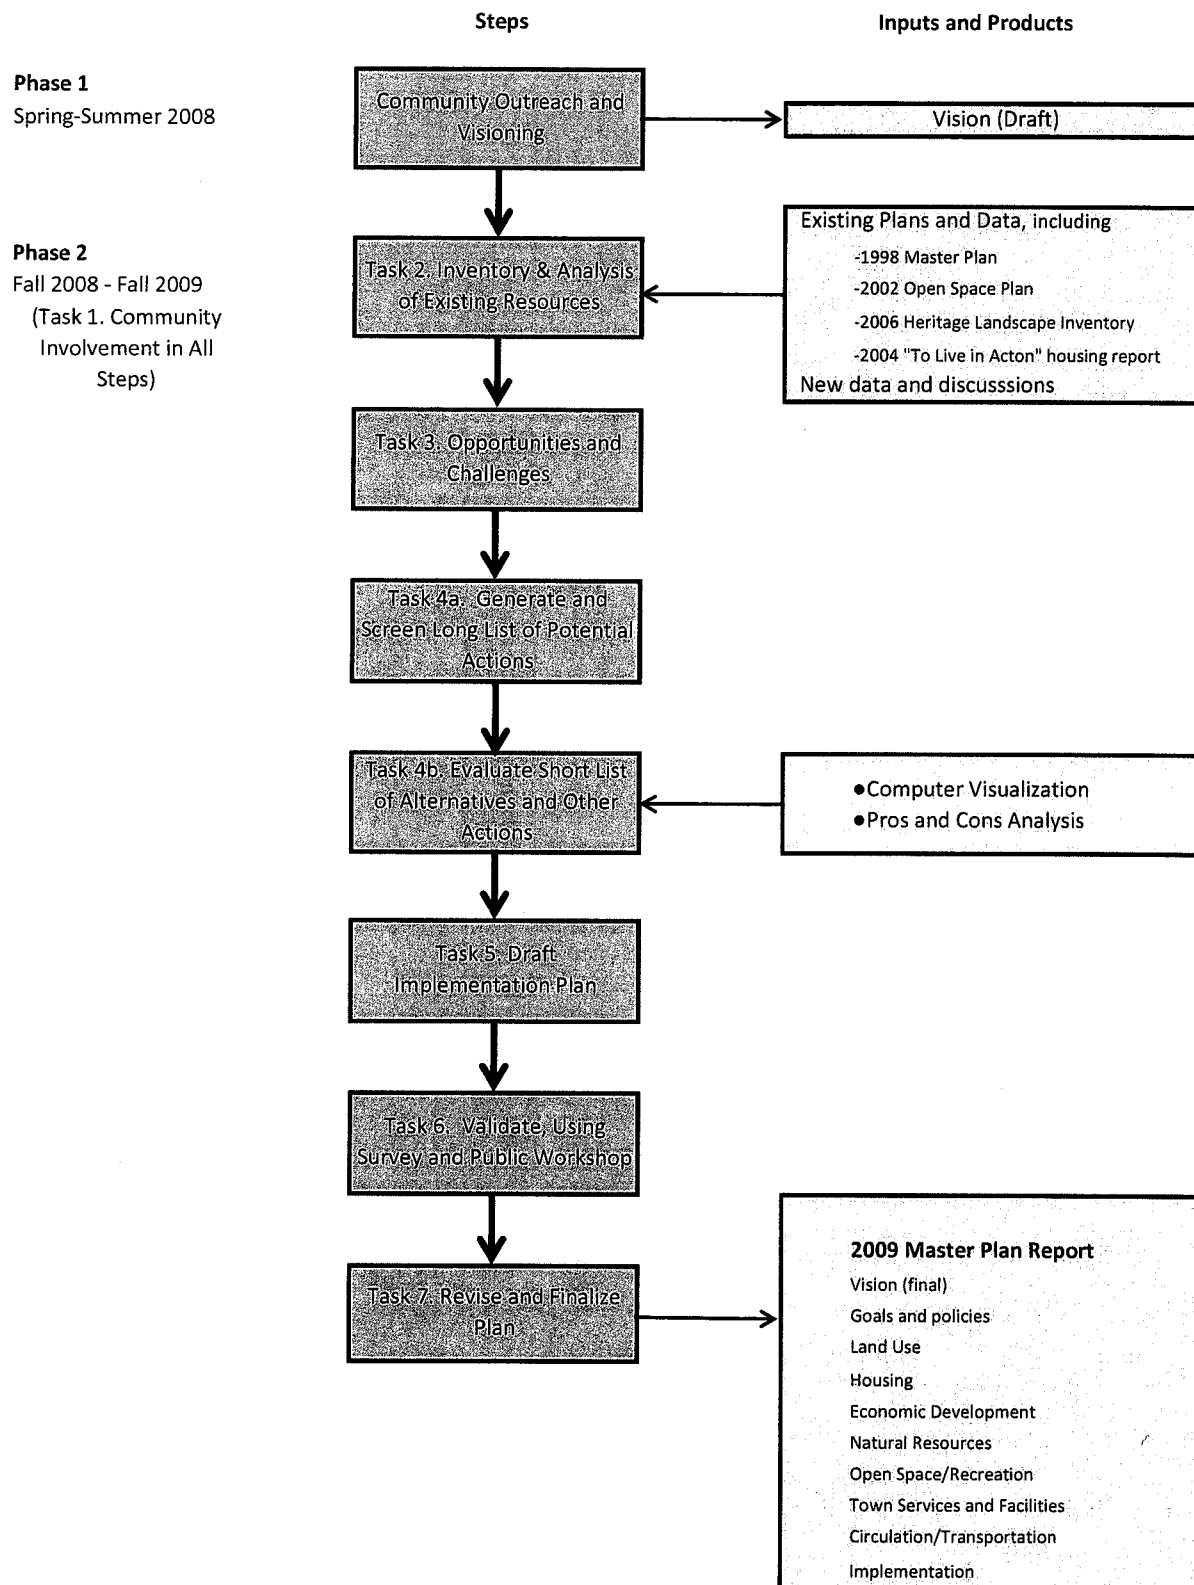 Steps
Inputs and Products
Phase 1
Spring-Summer 2008
Community Outreach and
Visioning
Vision (Draft)
Phase 2
Fall 2008 - Fall 2009
(Task 1. Community
Involvement in All
Steps)
Task 2. Inventory & Analysis
of Existing Resources
Existing Plans and Data, including
-1998 Master Plan
-2002 Open Space Plan
-2006 Heritage Landscape Inventory
-2004 "To Live in Acton" housing report
New data and discusssions
Task 3. Opportunities and
Challenges
Task 4a. Generate and
Screen Long List of Potential
Actions
Task 4b. Evaluate Short List
of Alternatives and Other
Actions
●Computer Visualization
●Pros and Cons Analysis
Task 5. Draft
Implementation Plan
Task 6. Validate, Using
Survey and Public Workshop
Task 7. Revise and Finalize
Plan
2009 Master Plan Report
Vision (final)
Goals and policies
Land Use
Housing
Economic Development
Natural Resources
Open Space/Recreation
Town Services and Facilities
Circulation/Transportation
Implementation